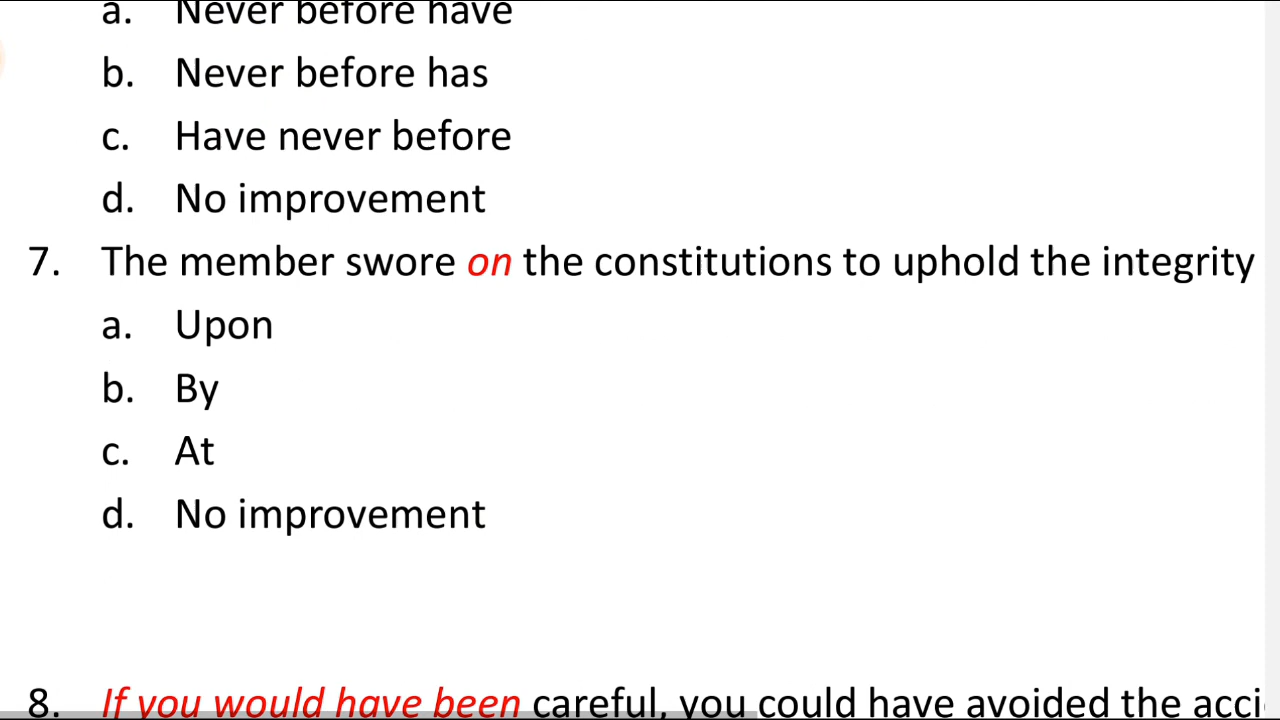 a. Never before have
b. Never before has
c. Have never before
d. No improvement
7. The member swore on the constitutions to uphold the integrity
a. Upon
b. By
c. At
d. No improvement
8. If you would have been careful, you could have avoided the acci